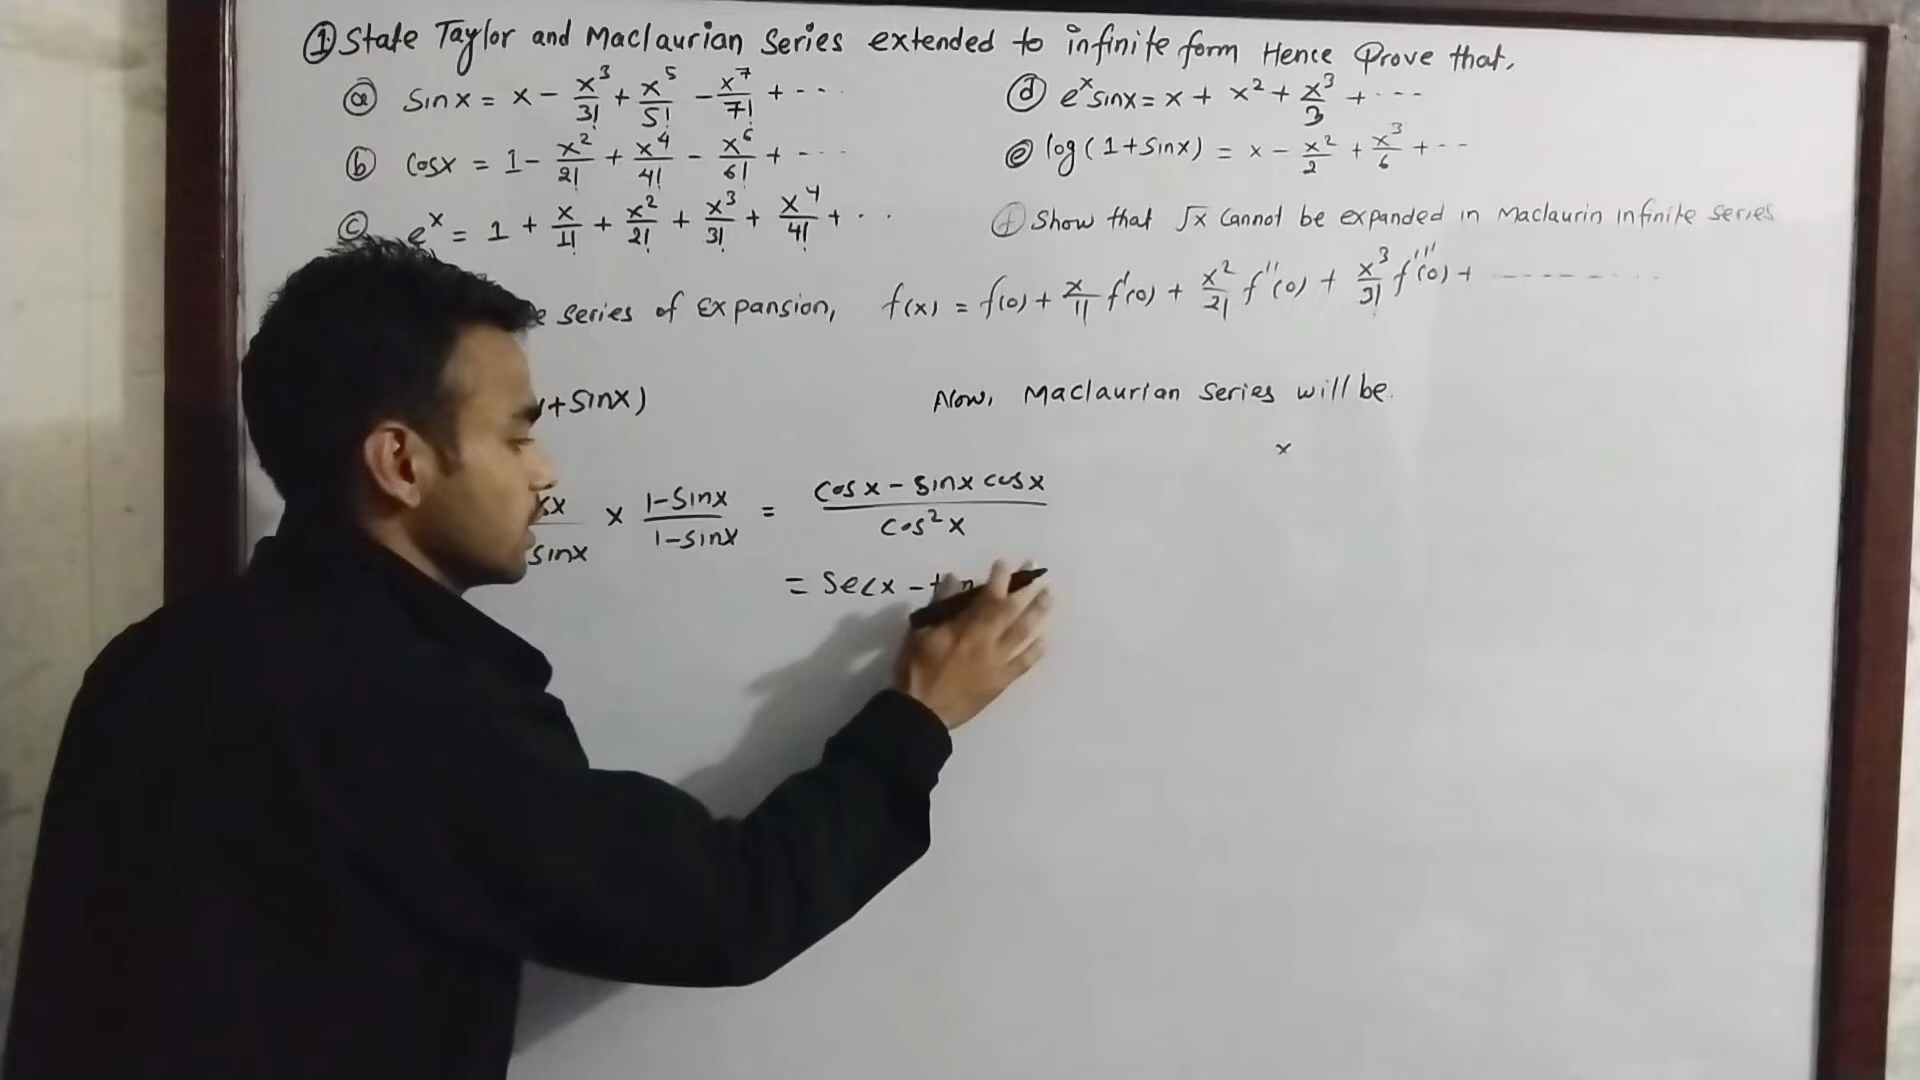 ① State Taylor and Maclaurian Series extended to infinite form Hence Prove that,
ⓐ Sinx = x - x³/3! + x⁵/5! - x⁷/7! + ...
ⓑ Cosx = 1 - x²/2! + x⁴/4! - x⁶/6! + ...
ⓒ eˣ = 1 + x/1! + x²/2! + x³/3! + x⁴/4! + ...
ⓓ eˣsinx = x + x² + x³/3 + ...
ⓔ log(1+Sinx) = x - x²/2 + x³/6 + ...
ⓕ Show that √x Cannot be expanded in Maclaurin infinite series
series of expansion, f(x) = f(0) + x/1! f'(0) + x²/2! f''(0) + x³/3! f'''(0) + ...
+Sinx)
sinx × 1-Sinx/1-sinx = Cosx - sinx cosx/cos²x
= Secx -
Now, Maclaurian Series will be.
x